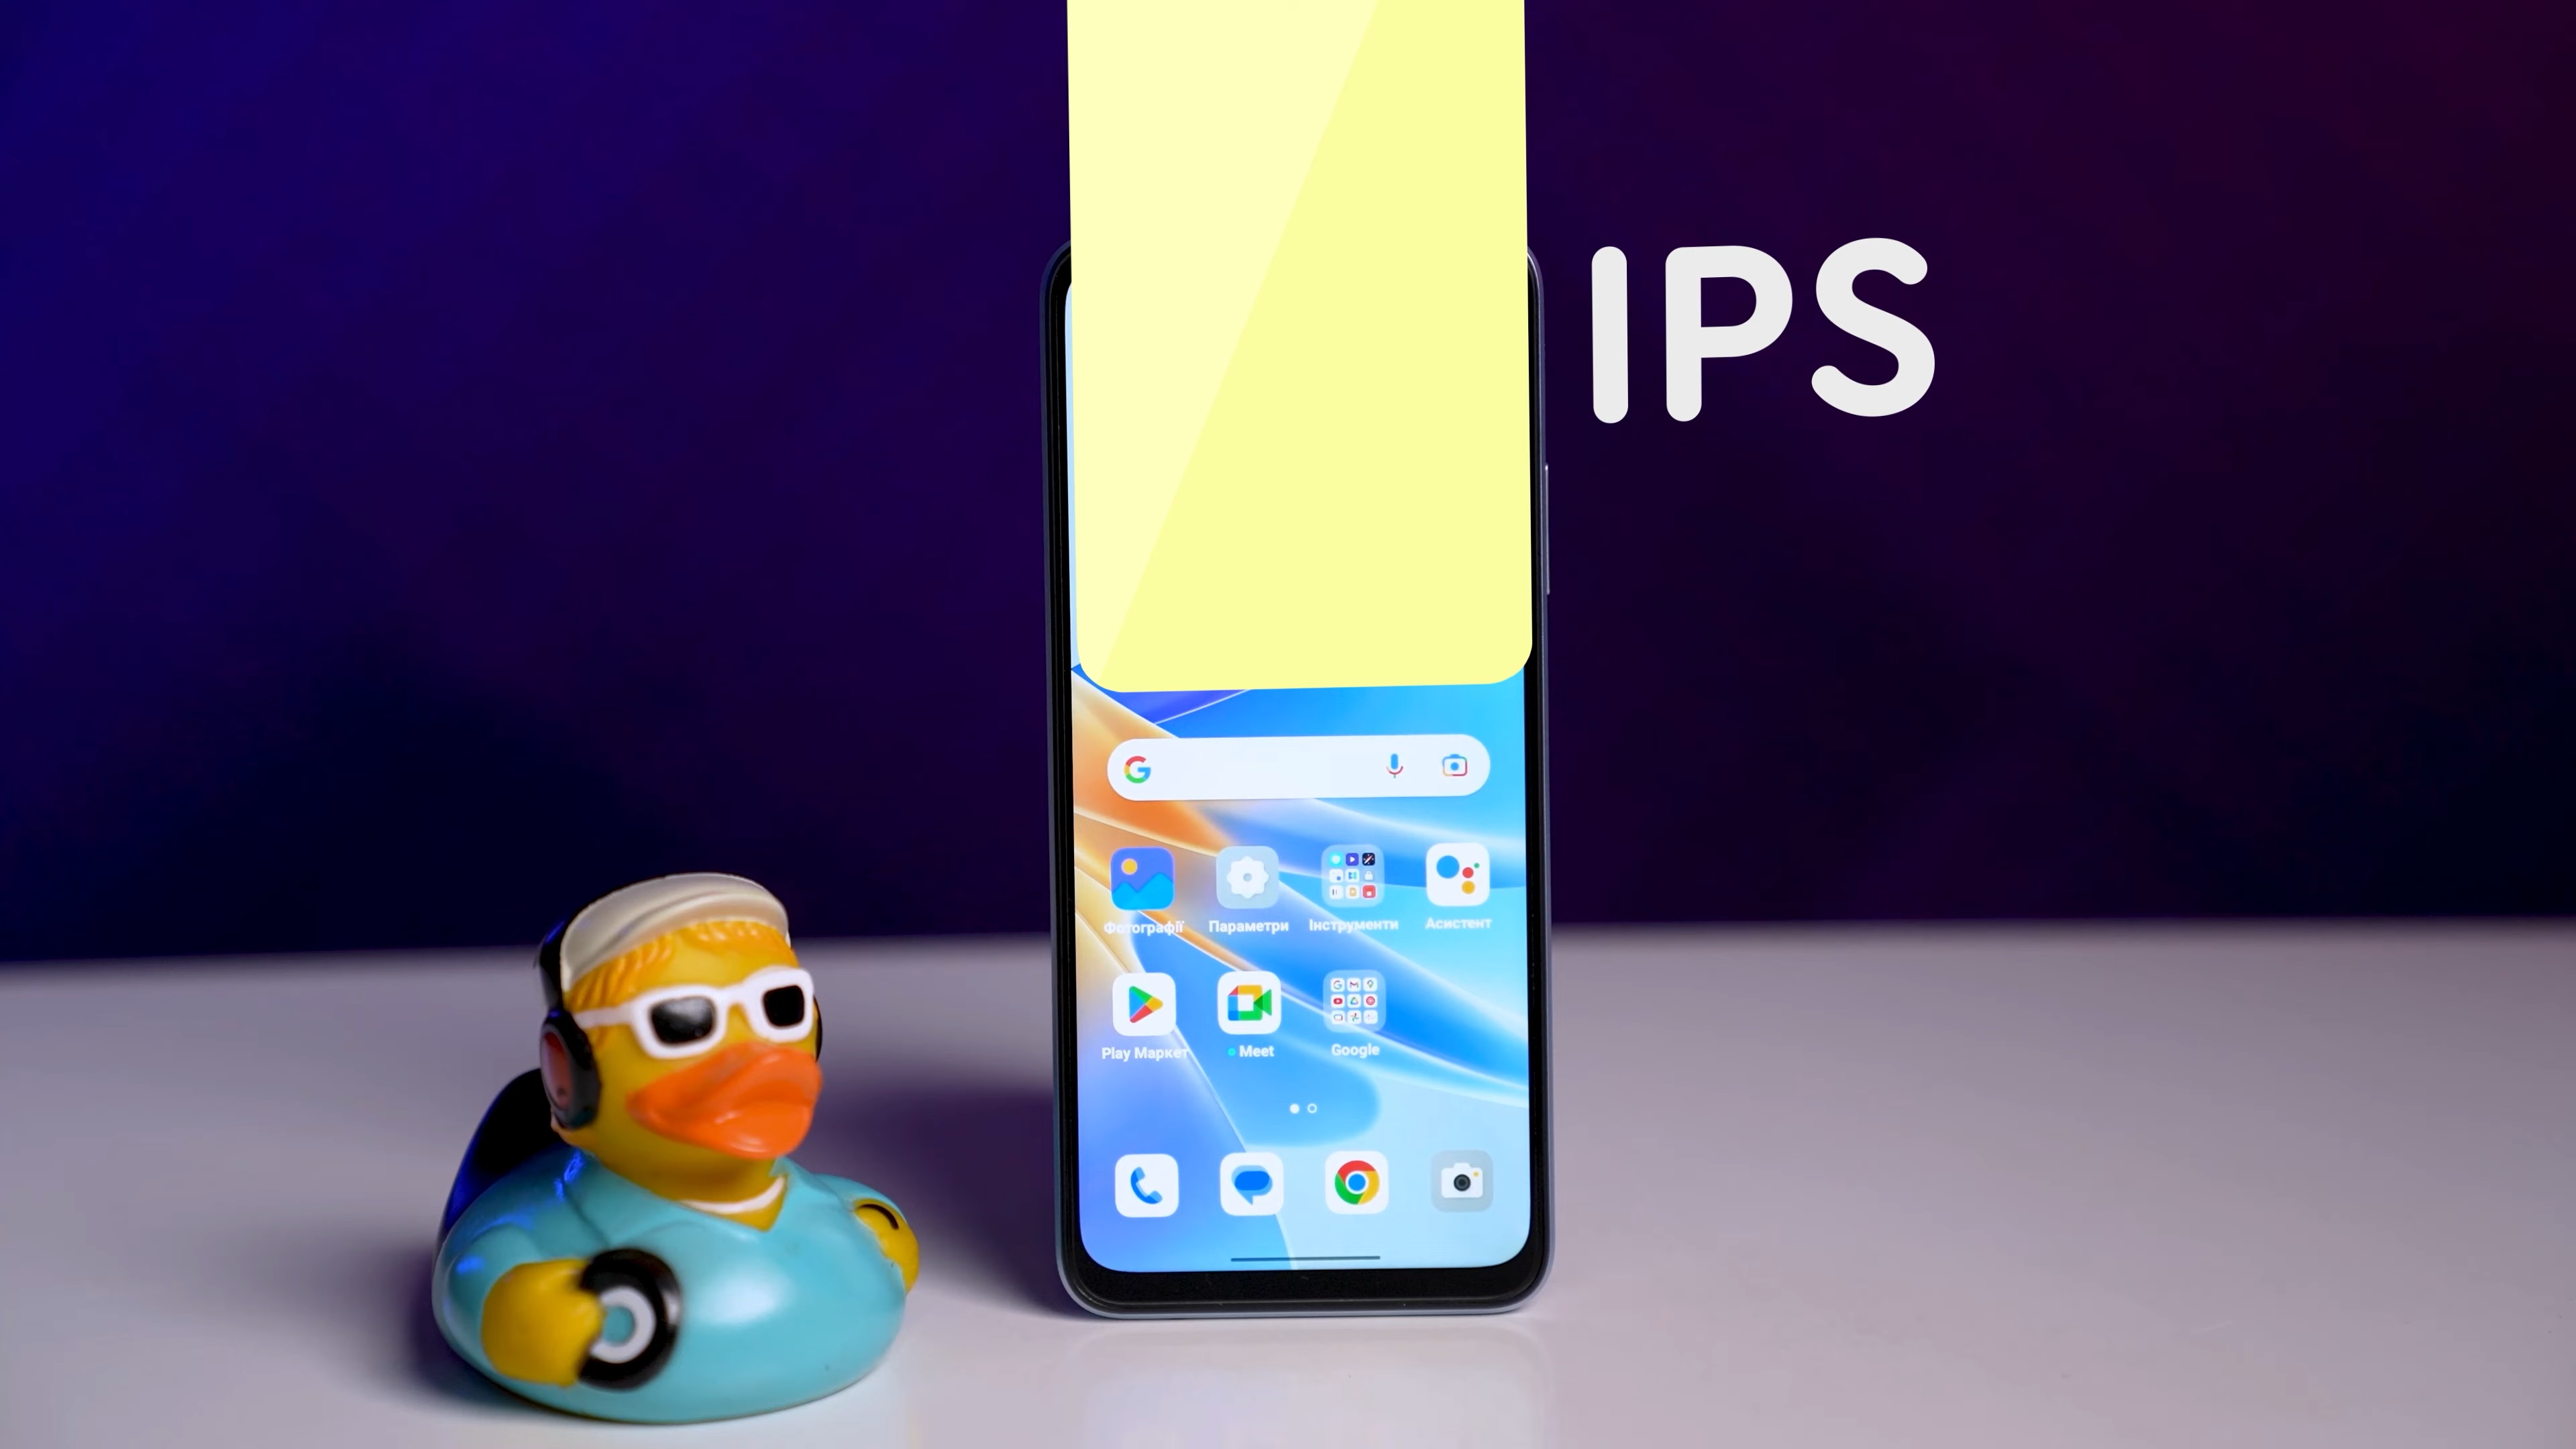 IPS
Фотографії
Параметри
Інструменти
Асистент
Play Маркет
Meet
Google